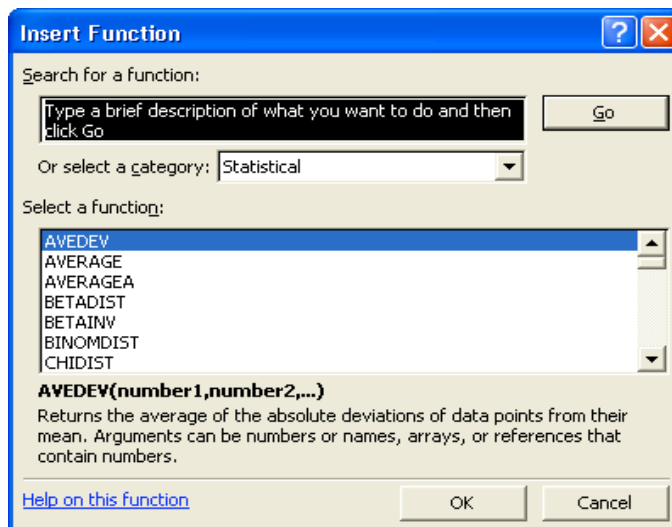 Insert Function
Search for a function:
Type a brief description of what you want to do and then
click Go
Go
Or select a category: Statistical
Select a function:
AVEDEV
AVERAGE
AVERAGEA
BETADIST
BETAINV
BINOMDIST
CHIDIST
AVEDEV(number1,number2,...)
Returns the average of the absolute deviations of data points from their
mean. Arguments can be numbers or names, arrays, or references that
contain numbers.
Help on this function
OK
Cancel